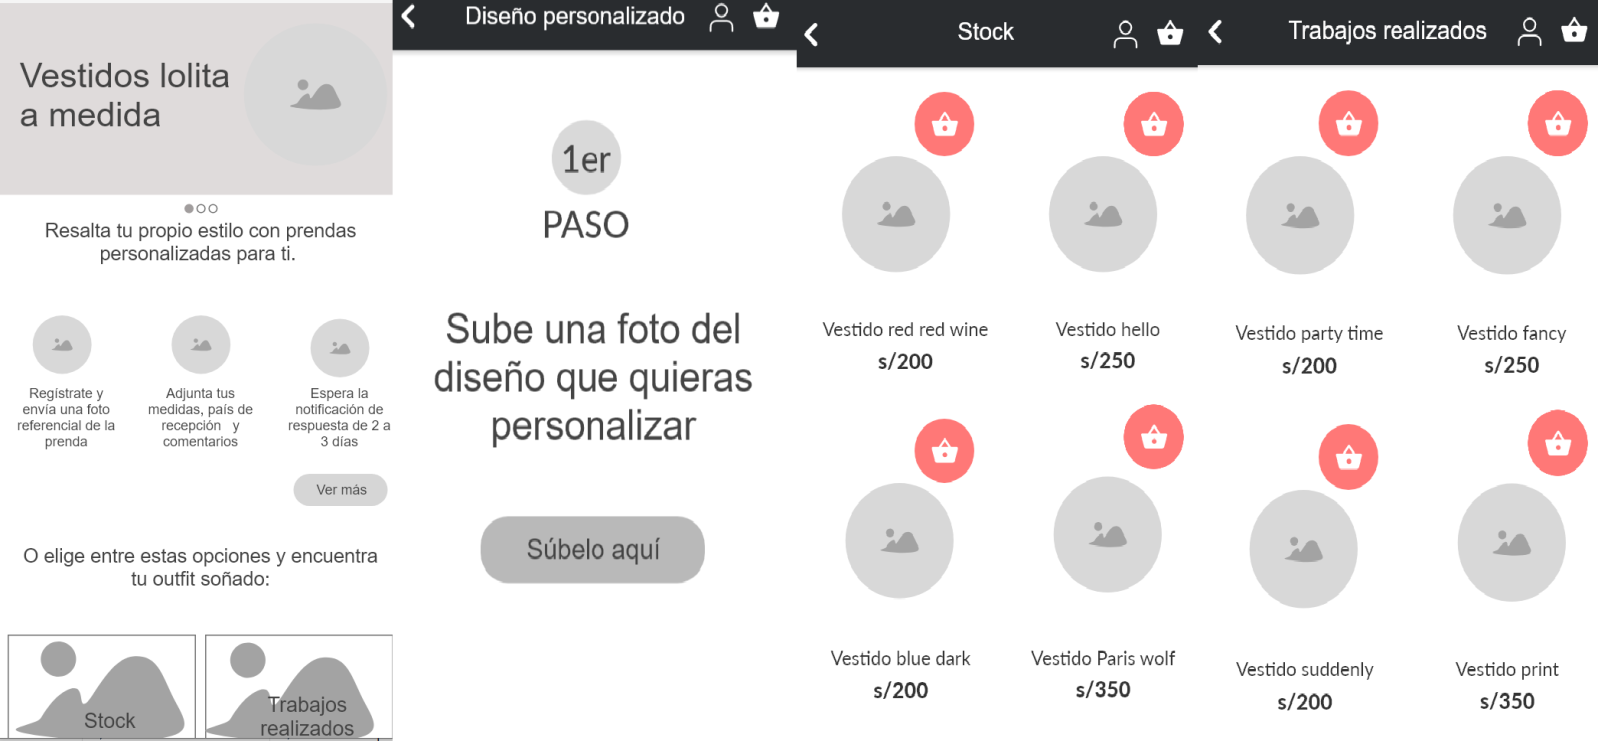 Vestidos lolita
a medida
Resalta tu propio estilo con prendas
personalizadas para ti.
Regístrate y
envía una foto
referencial de la
prenda
Adjunta tus
medidas, país de
recepción y
comentarios
Espera la
notificación de
respuesta de 2 a
3 días
Ver más
O elige entre estas opciones y encuentra
tu outfit soñado:
Stock
Trabajos
realizados
Diseño personalizado
1er
PASO
Sube una foto del
diseño que quieras
personalizar
Súbelo aquí
Stock
Vestido red red wine
s/200
Vestido hello
s/250
Vestido blue dark
s/200
Vestido Paris wolf
s/350
Trabajos realizados
Vestido party time
s/200
Vestido fancy
s/250
Vestido suddenly
s/200
Vestido print
s/350